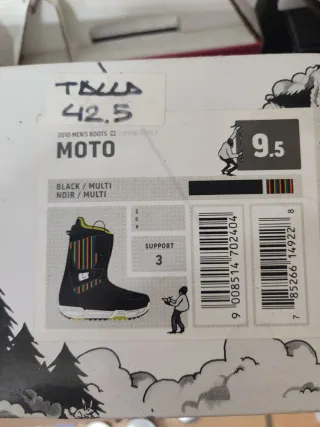 TALLA
42.5
2010 MEN'S BOOTS
MOTO
9.5
BLACK / MULTI
NOIR / MULTI
SUPPORT
3
9 008514 702404
7 85266 14922 8